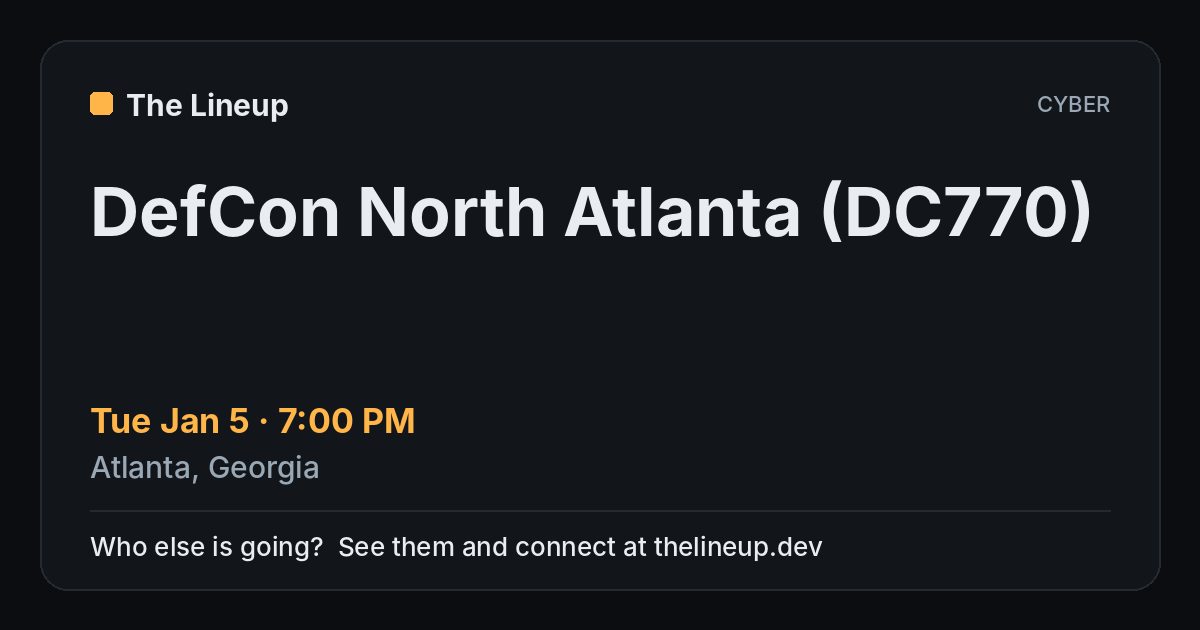 The Lineup
CYBER
DefCon North Atlanta (DC770)
Tue Jan 5 · 7:00 PM
Atlanta, Georgia
Who else is going? See them and connect at thelineup.dev